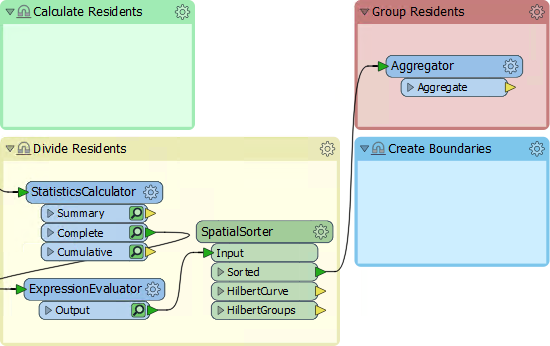 Calculate Residents
Group Residents
Aggregator
Aggregate
Divide Residents
Create Boundaries
StatisticsCalculator
Summary
Complete
Cumulative
SpatialSorter
Input
Sorted
HilbertCurve
HilbertGroups
ExpressionEvaluator
Output